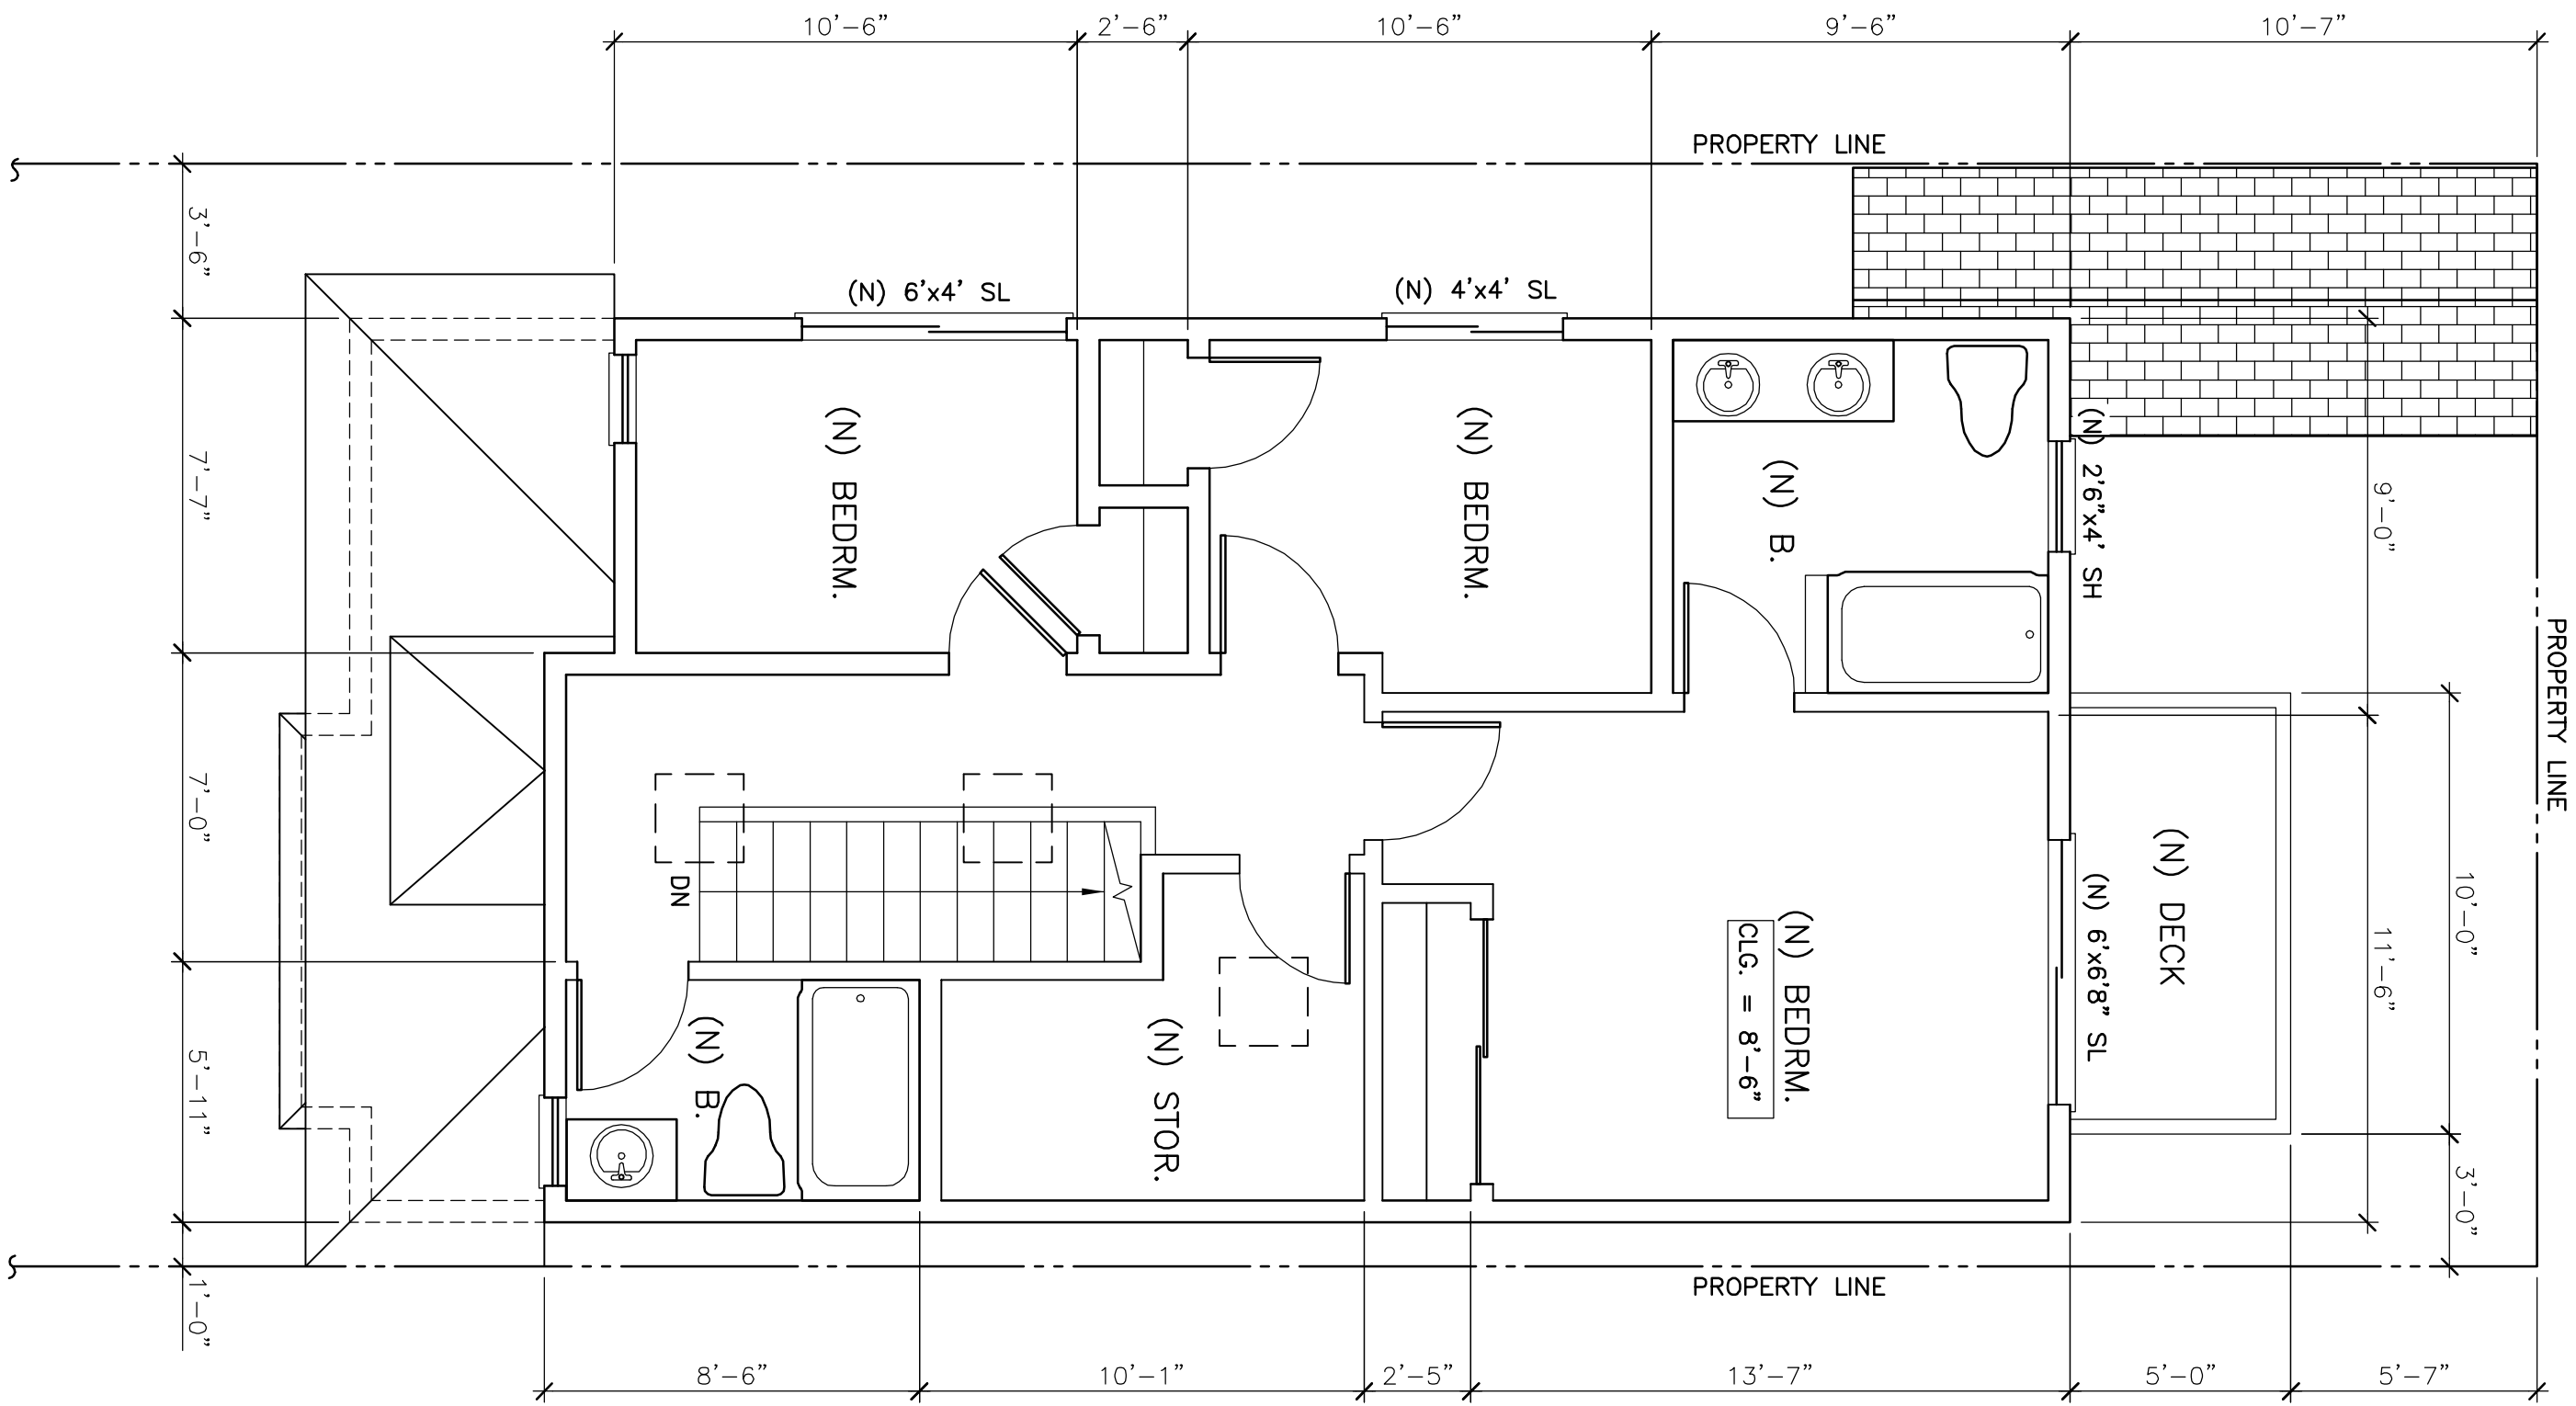 10'-6"
2'-6"
10'-6"
9'-6"
10'-7"
PROPERTY LINE
3'-6"
(N) 6'x4' SL
(N) 4'x4' SL
(N) BEDRM.
(N) BEDRM.
(N) B.
(N) 2'6"x4' SH
7'-7"
9'-0"
PROPERTY LINE
7'-0"
DN
(N) DECK
(N) 6'x6'8" SL
10'-0"
11'-6"
(N) BEDRM.
CLG. = 8'-6"
(N) B.
(N) STOR.
5'-11"
3'-0"
1'-0"
PROPERTY LINE
8'-6"
10'-1"
2'-5"
13'-7"
5'-0"
5'-7"